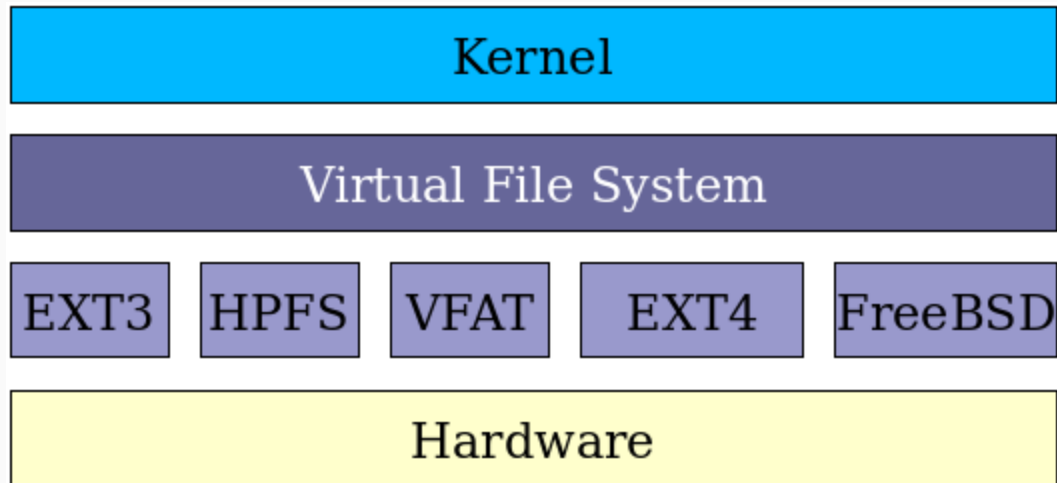 Kernel
Virtual File System
EXT3 HPFS VFAT EXT4 FreeBSD
Hardware